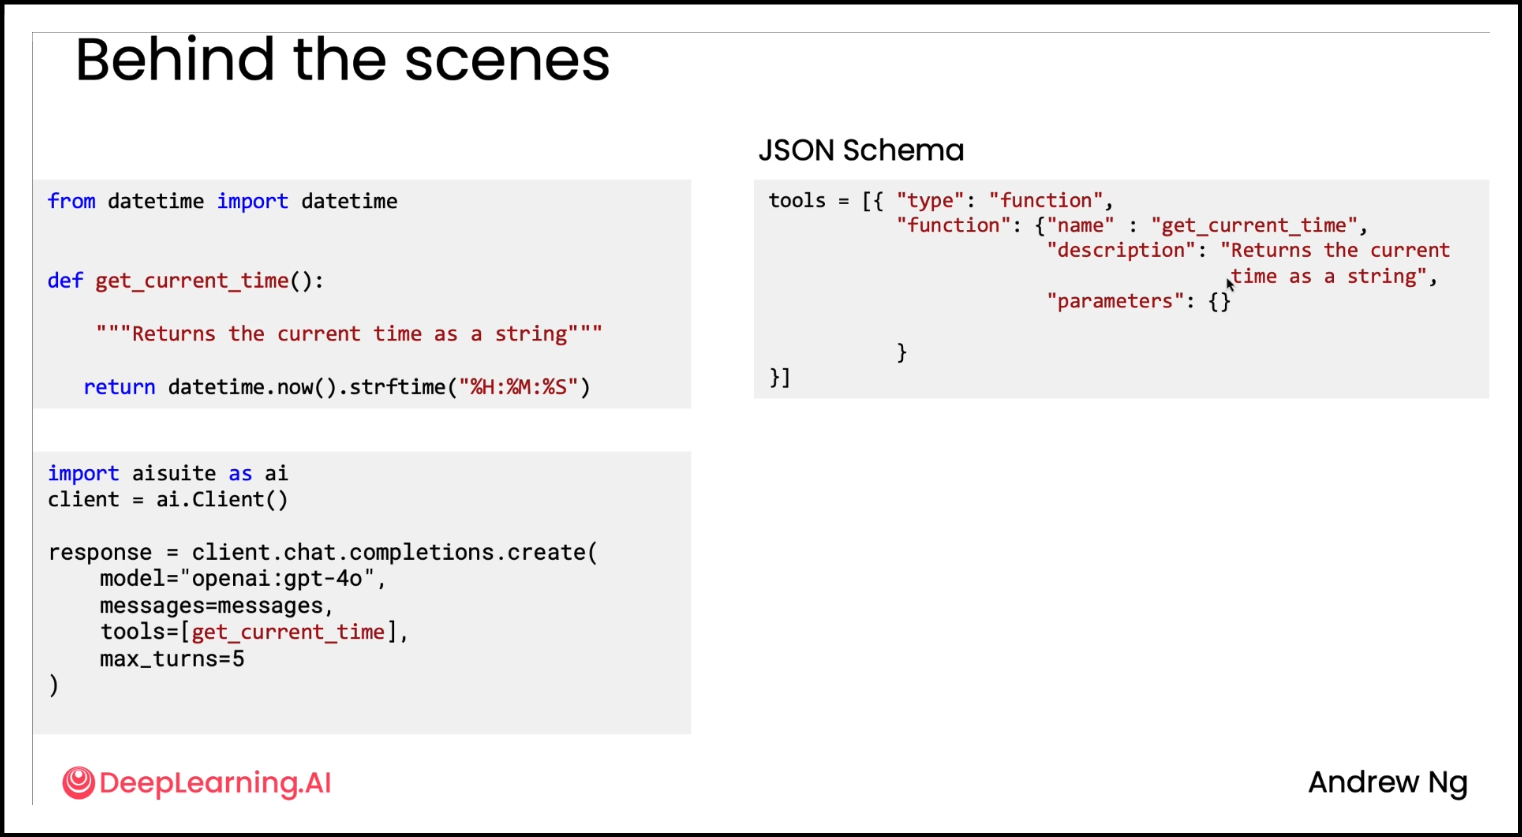 Behind the scenes
from datetime import datetime
def get_current_time():
"""Returns the current time as a string"""
return datetime.now().strftime("%H:%M:%S")
import aisuite as ai
client = ai.Client()
response = client.chat.completions.create(
model="openai:gpt-4o",
messages=messages,
tools=[get_current_time],
max_turns=5
)
JSON Schema
tools = [{ "type": "function",
"function": {"name" : "get_current_time",
"description": "Returns the current
time as a string",
"parameters": {}
}
}]
DeepLearning.AI
Andrew Ng